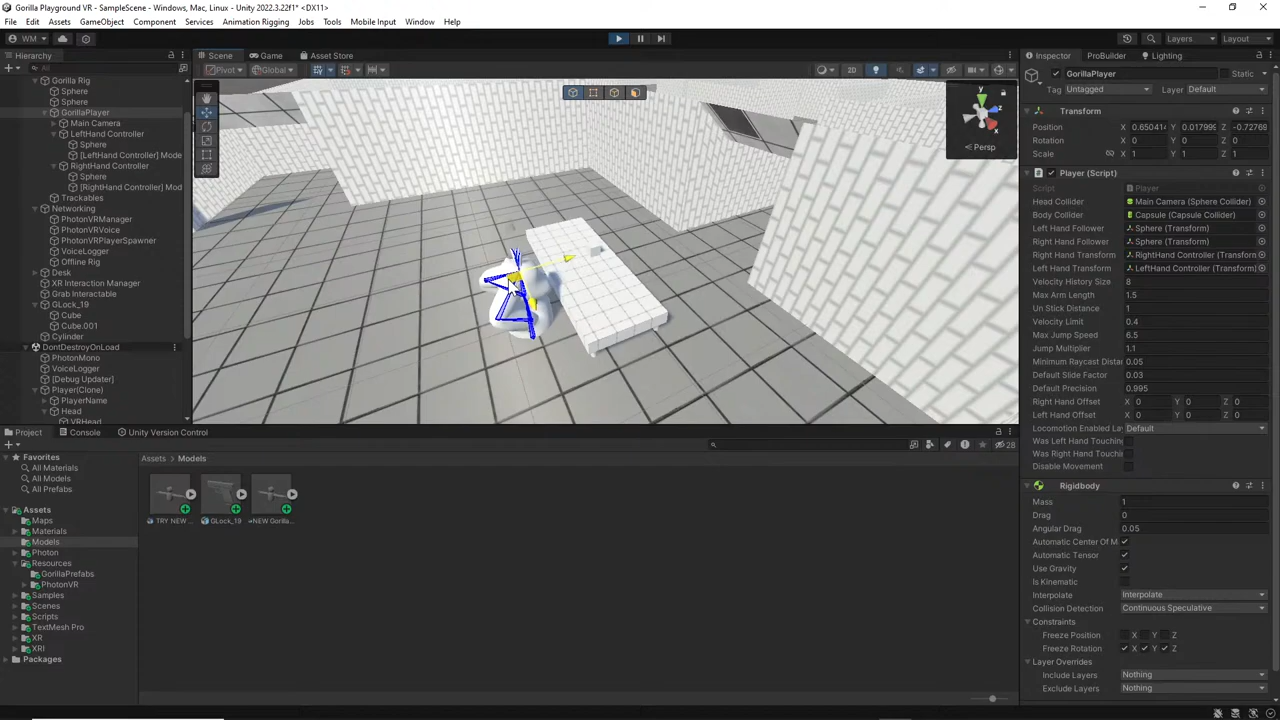 Gorilla Playground VR - SampleScene - Windows, Mac, Linux - Unity 2022.3.22f1* <DX11>
File Edit Assets GameObject Component Services Animation Rigging Jobs Tools Mobile Input Window Help
WM Layers Layout
Hierarchy
All
Gorilla Rig
Sphere
Sphere
GorillaPlayer
Main Camera
LeftHand Controller
Sphere
[LeftHand Controller] Mode
RightHand Controller
Sphere
[RightHand Controller] Mod
Trackables
Networking
PhotonVRManager
PhotonVRVoice
PhotonVRPlayerSpawner
VoiceLogger
Offline Rig
Desk
XR Interaction Manager
Grab Interactable
GLock_19
Cube
Cube.001
Cylinder
DontDestroyOnLoad
PhotonMono
VoiceLogger
[Debug Updater]
Player(Clone)
PlayerName
Head
VRHead
Scene Game Asset Store
Pivot Global 2D
y
x
z
Persp
Inspector ProBuilder Lighting
GorillaPlayer Static
Tag Untagged Layer Default
Transform
Position X 0.650414 Y 0.017999 Z -0.72769
Rotation X 0 Y 0 Z 0
Scale X 1 Y 1 Z 1
Player (Script)
Script Player
Head Collider Main Camera (Sphere Collider)
Body Collider Capsule (Capsule Collider)
Left Hand Follower Sphere (Transform)
Right Hand Follower Sphere (Transform)
Right Hand Transform RightHand Controller (Transform)
Left Hand Transform LeftHand Controller (Transform)
Velocity History Size 8
Max Arm Length 1.5
Un Stick Distance 1
Velocity Limit 0.4
Max Jump Speed 6.5
Jump Multiplier 1.1
Minimum Raycast Distan 0.05
Default Slide Factor 0.03
Default Precision 0.995
Right Hand Offset X 0 Y 0 Z 0
Left Hand Offset X 0 Y 0 Z 0
Locomotion Enabled La Default
Was Left Hand Touching
Was Right Hand Touchin
Disable Movement
Rigidbody
Mass 1
Drag 0
Angular Drag 0.05
Automatic Center Of M
Automatic Tensor
Use Gravity
Is Kinematic
Interpolate Interpolate
Collision Detection Continuous Speculative
Constraints
Freeze Position X Y Z
Freeze Rotation X Y Z
Layer Overrides
Include Layers Nothing
Exclude Layers Nothing
Project Console Unity Version Control
28
Favorites
All Materials
All Models
All Prefabs
Assets
Maps
Materials
Models
Photon
Resources
GorillaPrefabs
PhotonVR
Samples
Scenes
Scripts
TextMesh Pro
XR
XRI
Packages
Assets > Models
TRY NEW ... GLock_19 NEW Gorilla...